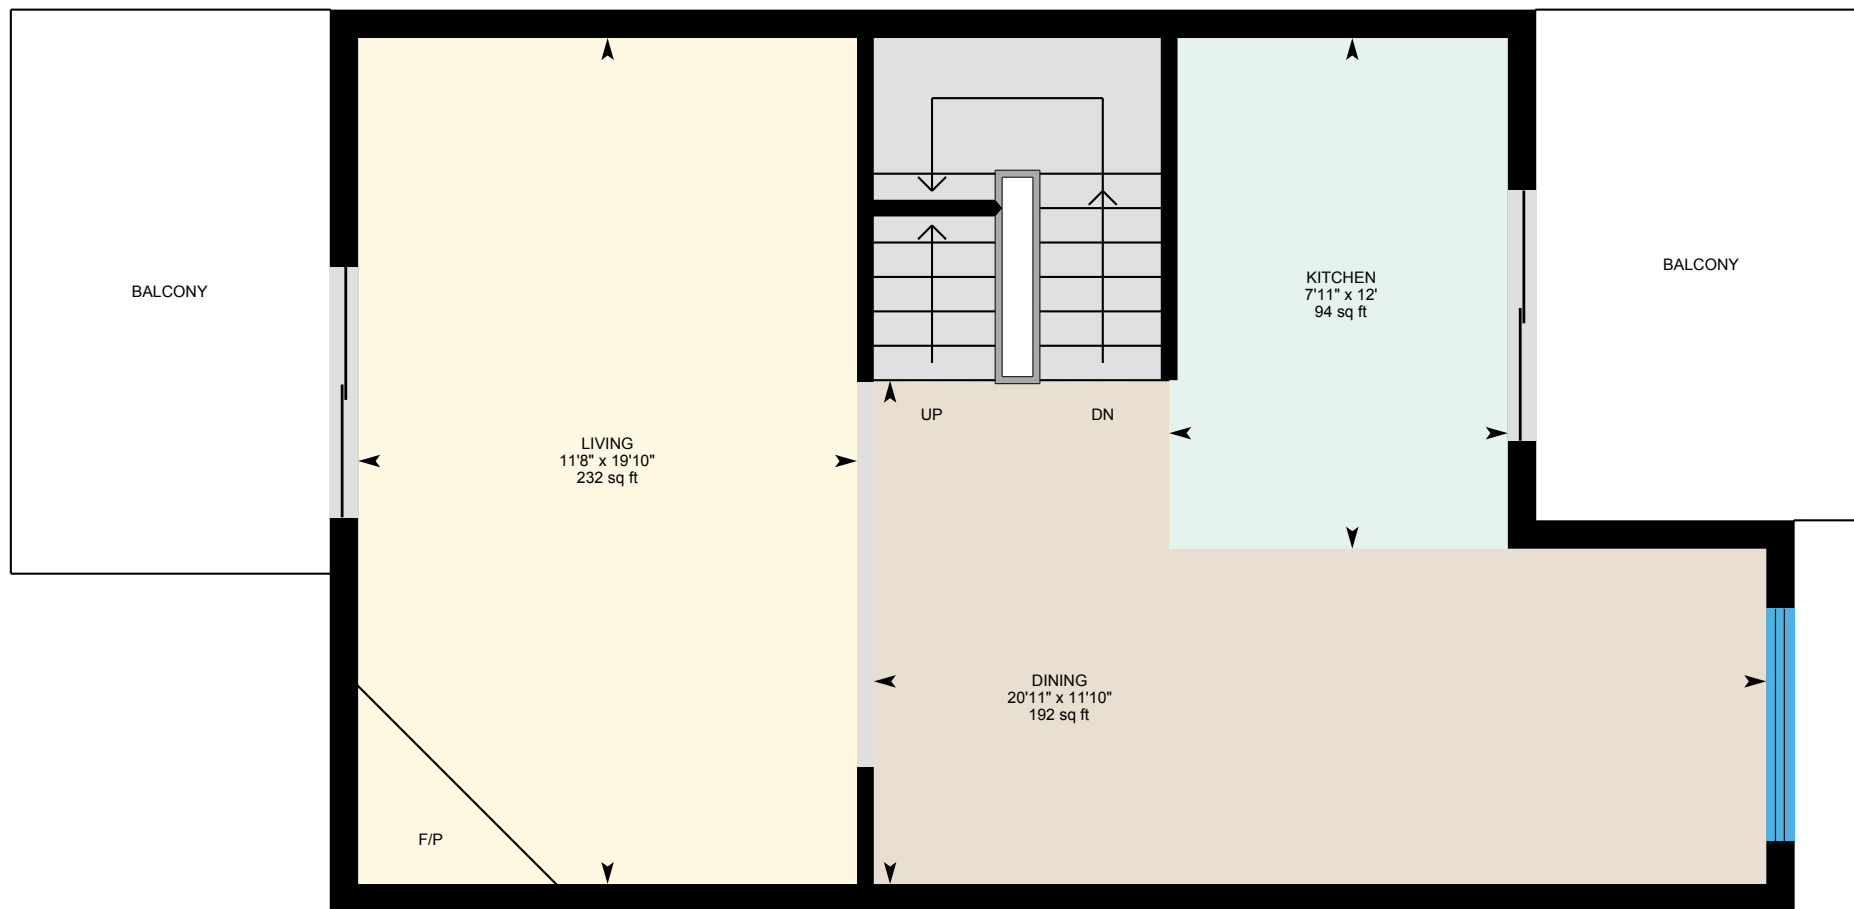 BALCONY
LIVING
11'8" x 19'10"
232 sq ft
F/P
UP
DN
KITCHEN
7'11" x 12'
94 sq ft
BALCONY
DINING
20'11" x 11'10"
192 sq ft